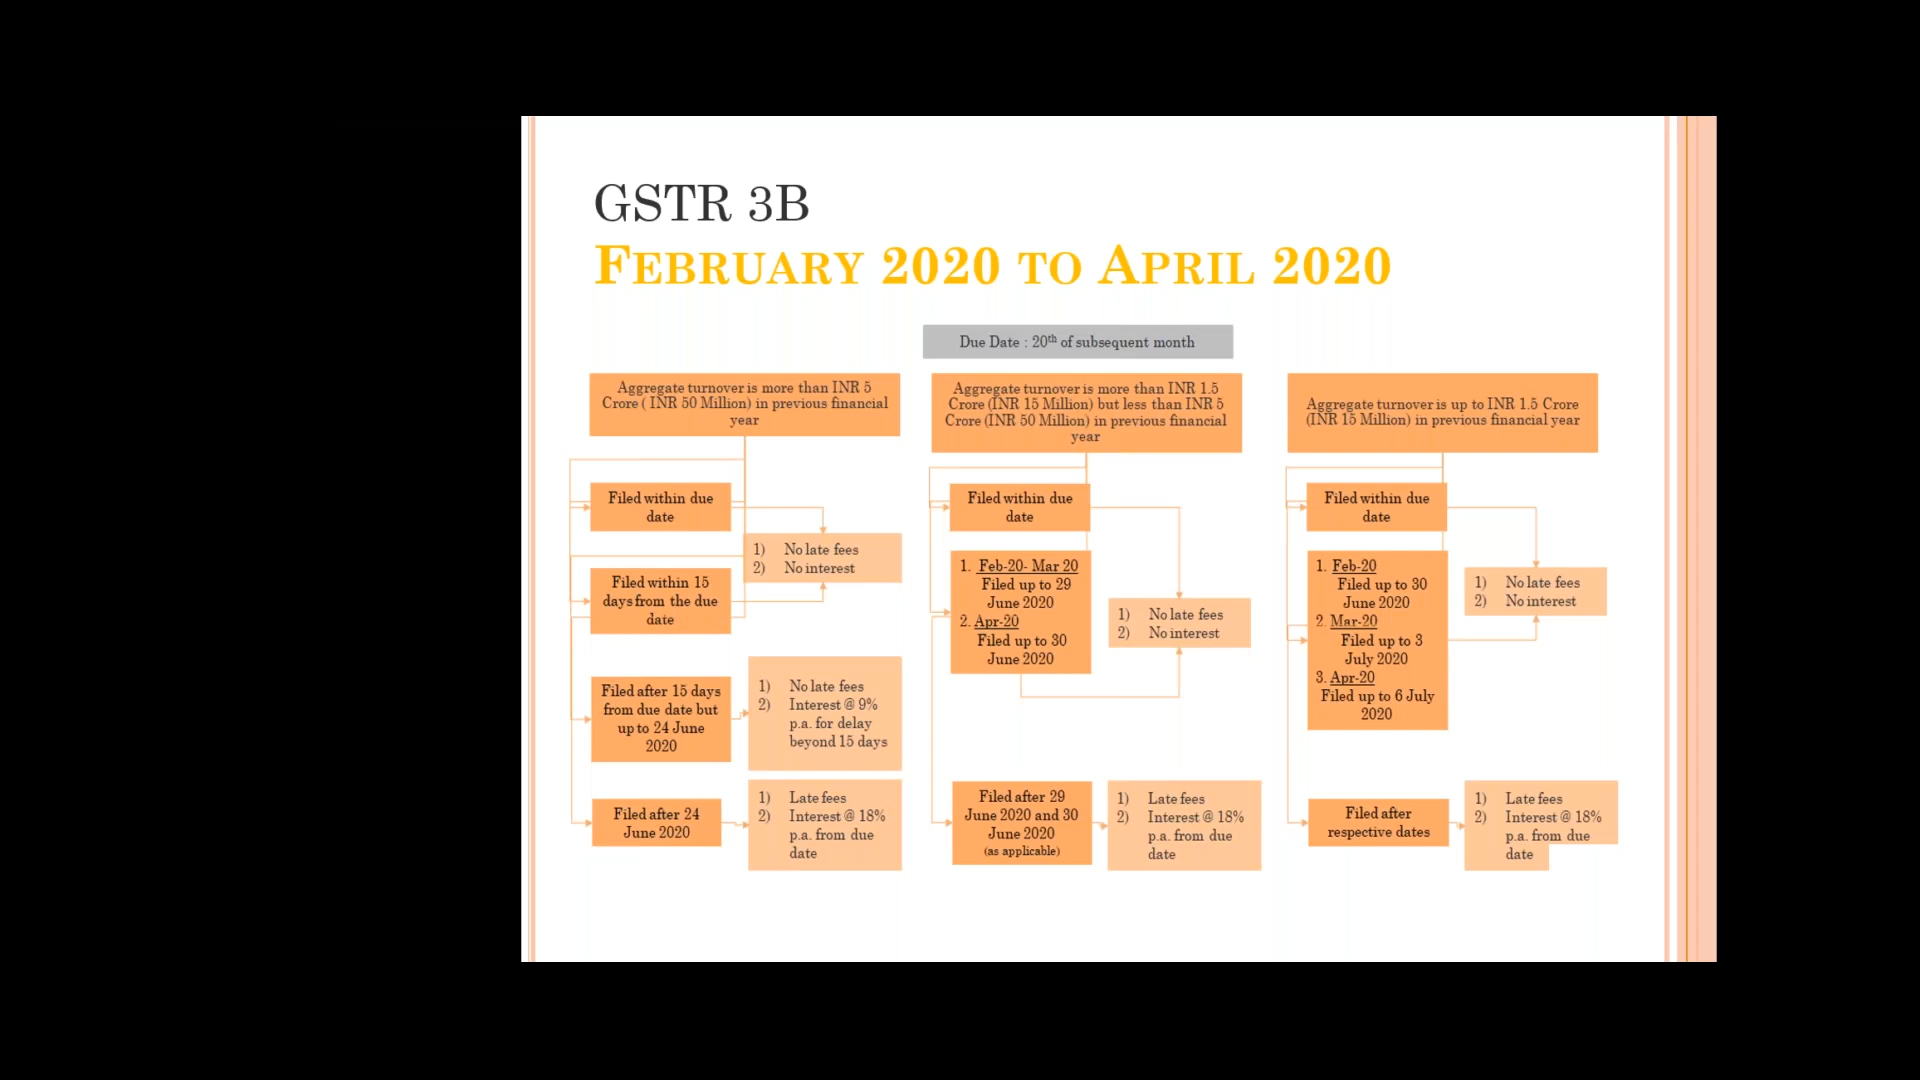 GSTR 3B
FEBRUARY 2020 TO APRIL 2020
Due Date : 20th of subsequent month
Aggregate turnover is more than INR 5
Crore ( INR 50 Million) in previous financial
year
Filed within due
date
1) No late fees
2) No interest
Filed within 15
days from the due
date
Filed after 15 days
from due date but
up to 24 June
2020
1) No late fees
2) Interest @ 9%
p.a. for delay
beyond 15 days
Filed after 24
June 2020
1) Late fees
2) Interest @ 18%
p.a. from due
date
Aggregate turnover is more than INR 1.5
Crore (INR 15 Million) but less than INR 5
Crore (INR 50 Million) in previous financial
year
Filed within due
date
1. Feb-20- Mar 20
Filed up to 29
June 2020
2. Apr-20
Filed up to 30
June 2020
1) No late fees
2) No interest
Filed after 29
June 2020 and 30
June 2020
(as applicable)
1) Late fees
2) Interest @ 18%
p.a. from due
date
Aggregate turnover is up to INR 1.5 Crore
(INR 15 Million) in previous financial year
Filed within due
date
1. Feb-20
Filed up to 30
June 2020
2. Mar-20
Filed up to 3
July 2020
3. Apr-20
Filed up to 6 July
2020
1) No late fees
2) No interest
Filed after
respective dates
1) Late fees
2) Interest @ 18%
p.a. from due
date